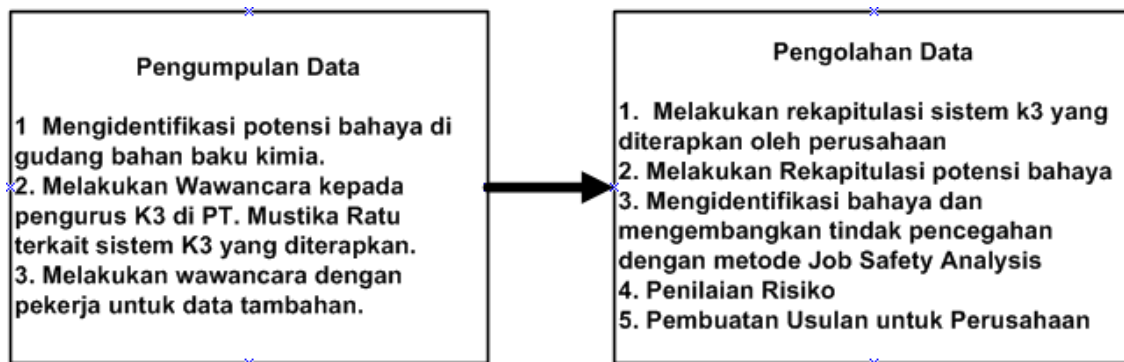 Pengumpulan Data
1 Mengidentifikasi potensi bahaya di
gudang bahan baku kimia.
2. Melakukan Wawancara kepada
pengurus K3 di PT. Mustika Ratu
terkait sistem K3 yang diterapkan.
3. Melakukan wawancara dengan
pekerja untuk data tambahan.
Pengolahan Data
1. Melakukan rekapitulasi sistem k3 yang
diterapkan oleh perusahaan
2. Melakukan Rekapitulasi potensi bahaya
3. Mengidentifikasi bahaya dan
mengembangkan tindak pencegahan
dengan metode Job Safety Analysis
4. Penilaian Risiko
5. Pembuatan Usulan untuk Perusahaan